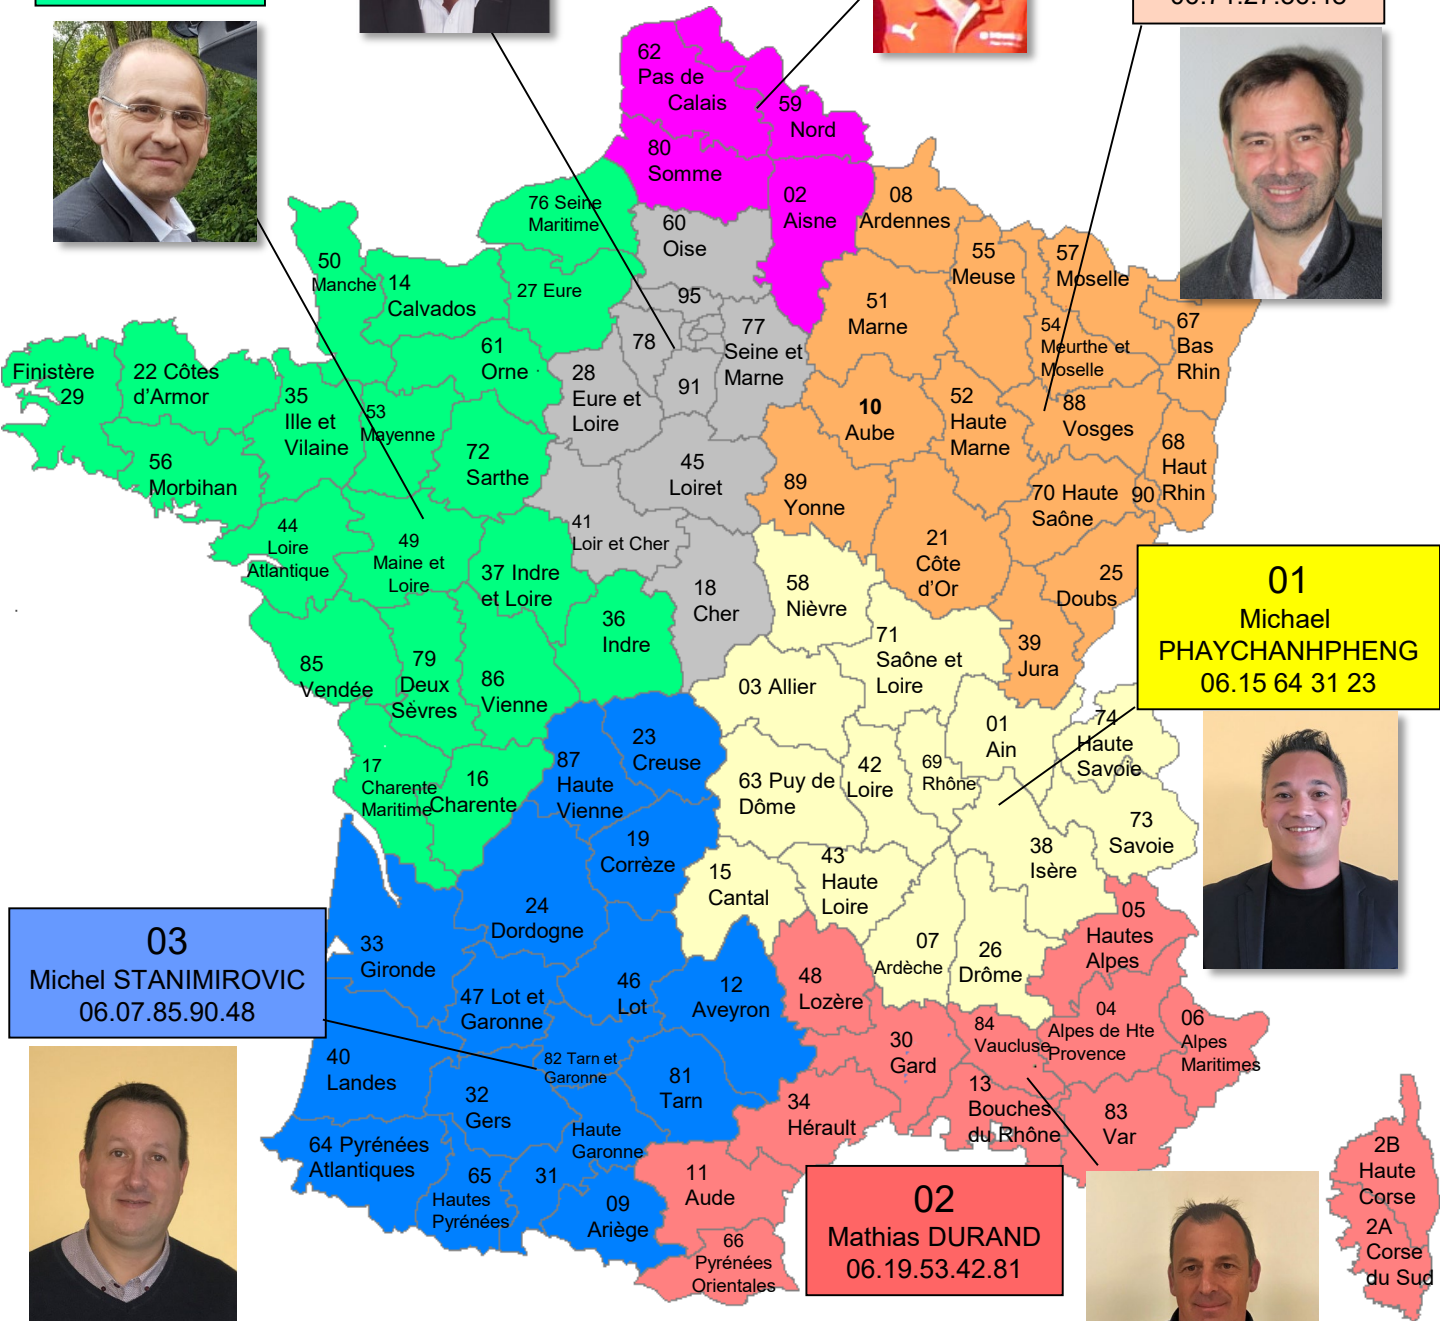 62
Pas de
Calais
59
Nord
80
Somme
02
Aisne
08
Ardennes
76 Seine
Maritime
60
Oise
50
Manche
14
Calvados
27 Eure
95
55
Meuse
57
Moselle
51
Marne
77
Seine et
Marne
78
91
54
Meurthe et
Moselle
67
Bas
Rhin
61
Orne
28
Eure et
Loire
Finistère
29
22 Côtes
d'Armor
35
Ille et
Vilaine
53
Mayenne
72
Sarthe
10
Aube
52
Haute
Marne
88
Vosges
68
Haut
Rhin
56
Morbihan
45
Loiret
89
Yonne
70 Haute
Saône
90
44
Loire
Atlantique
49
Maine et
Loire
41
Loir et Cher
37 Indre
et Loire
21
Côte
d'Or
25
Doubs
18
Cher
58
Nièvre
36
Indre
39
Jura
71
Saône et
Loire
01
Michael
PHAYCHANHPHENG
06.15 64 31 23
85
Vendée
79
Deux
Sèvres
86
Vienne
03 Allier
01
Ain
74
Haute
Savoie
23
Creuse
87
Haute
Vienne
17
Charente
Maritime
16
Charente
63 Puy de
Dôme
42
Loire
69
Rhône
73
Savoie
38
Isère
19
Corrèze
15
Cantal
43
Haute
Loire
24
Dordogne
05
Hautes
Alpes
07
Ardèche
26
Drôme
03
Michel STANIMIROVIC
06.07.85.90.48
33
Gironde
47 Lot et
Garonne
46
Lot
12
Aveyron
48
Lozère
30
Gard
84
Vaucluse
04
Alpes de Hte
Provence
06
Alpes
Maritimes
40
Landes
82 Tarn et
Garonne
81
Tarn
32
Gers
34
Hérault
13
Bouches
du Rhône
83
Var
64 Pyrénées
Atlantiques
65
Hautes
Pyrénées
31
Haute
Garonne
09
Ariège
11
Aude
66
Pyrénées
Orientales
02
Mathias DURAND
06.19.53.42.81
2B
Haute
Corse
2A
Corse
du Sud